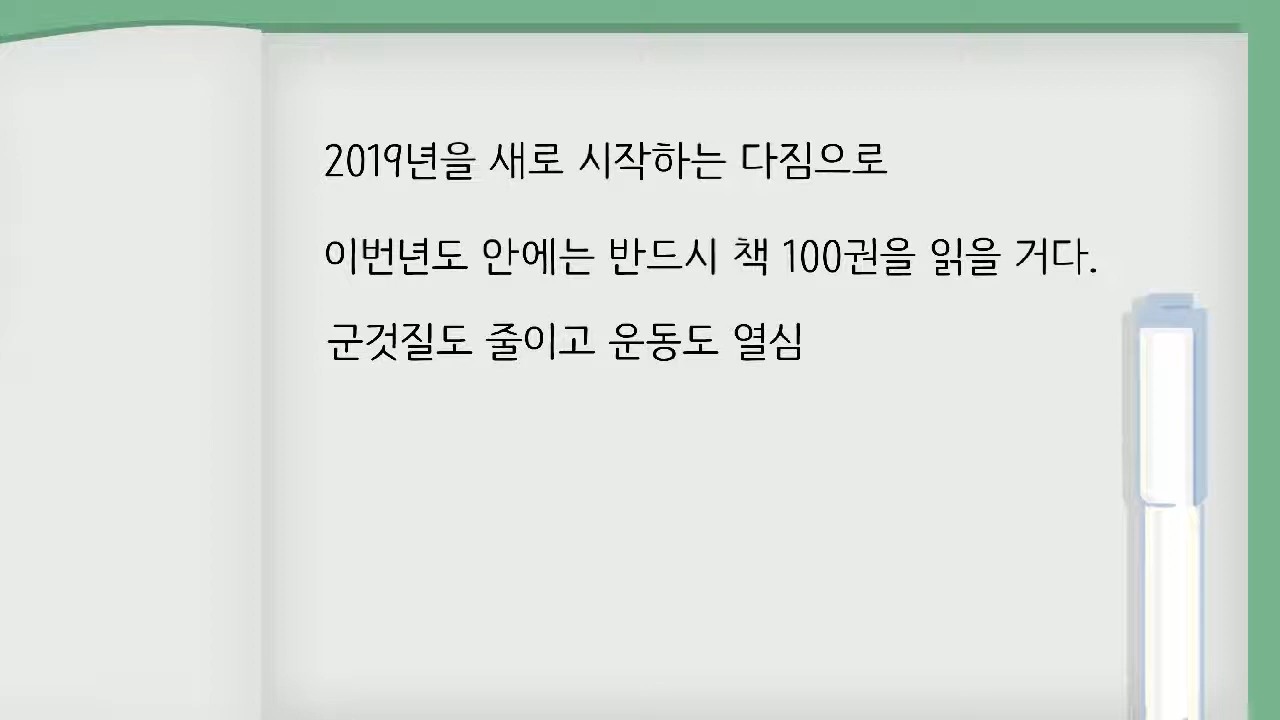 2019년을 새로 시작하는 다짐으로
이번년도 안에는 반드시 책 100권을 읽을 거다.
군것질도 줄이고 운동도 열심